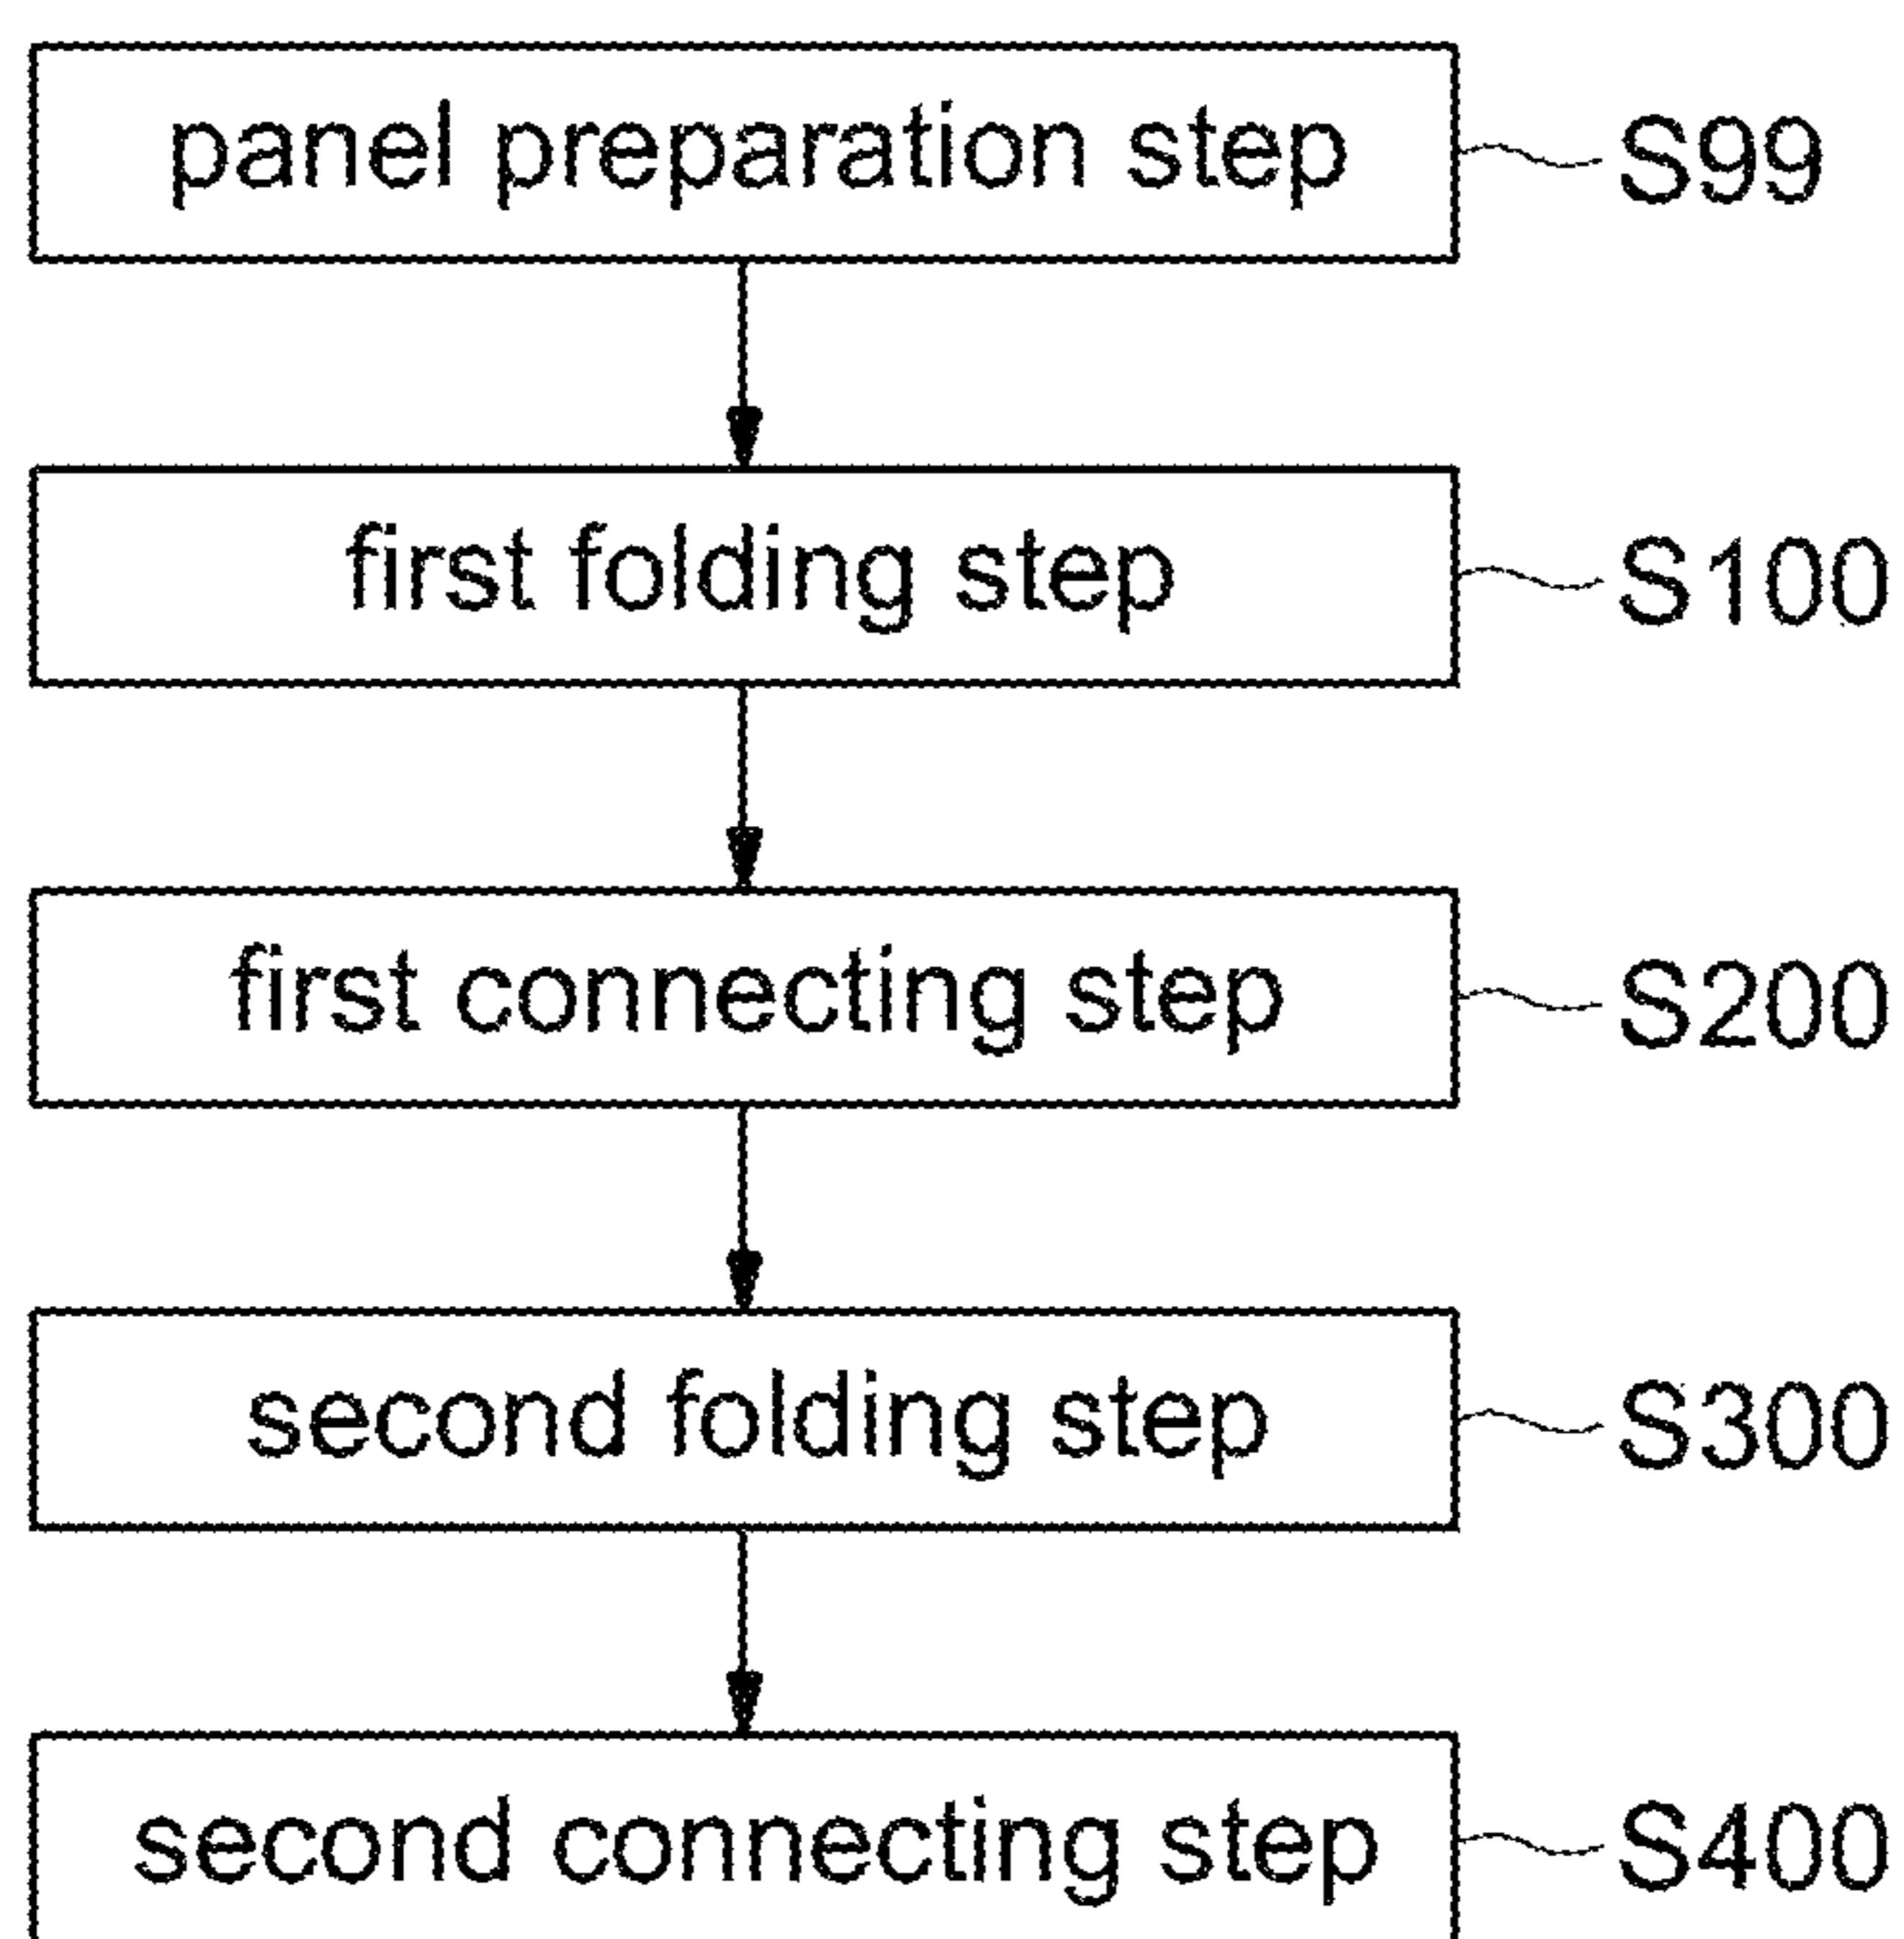 panel preparation step S99
first folding step S100
first connecting step S200
second folding step S300
second connecting step S400